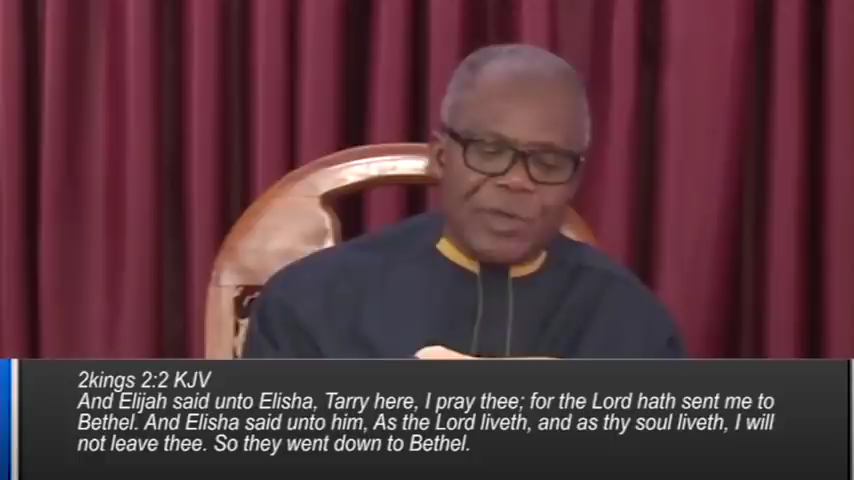 2kings 2:2 KJV
And Elijah said unto Elisha, Tarry here, I pray thee; for the Lord hath sent me to
Bethel. And Elisha said unto him, As the Lord liveth, and as thy soul liveth, I will
not leave thee. So they went down to Bethel.